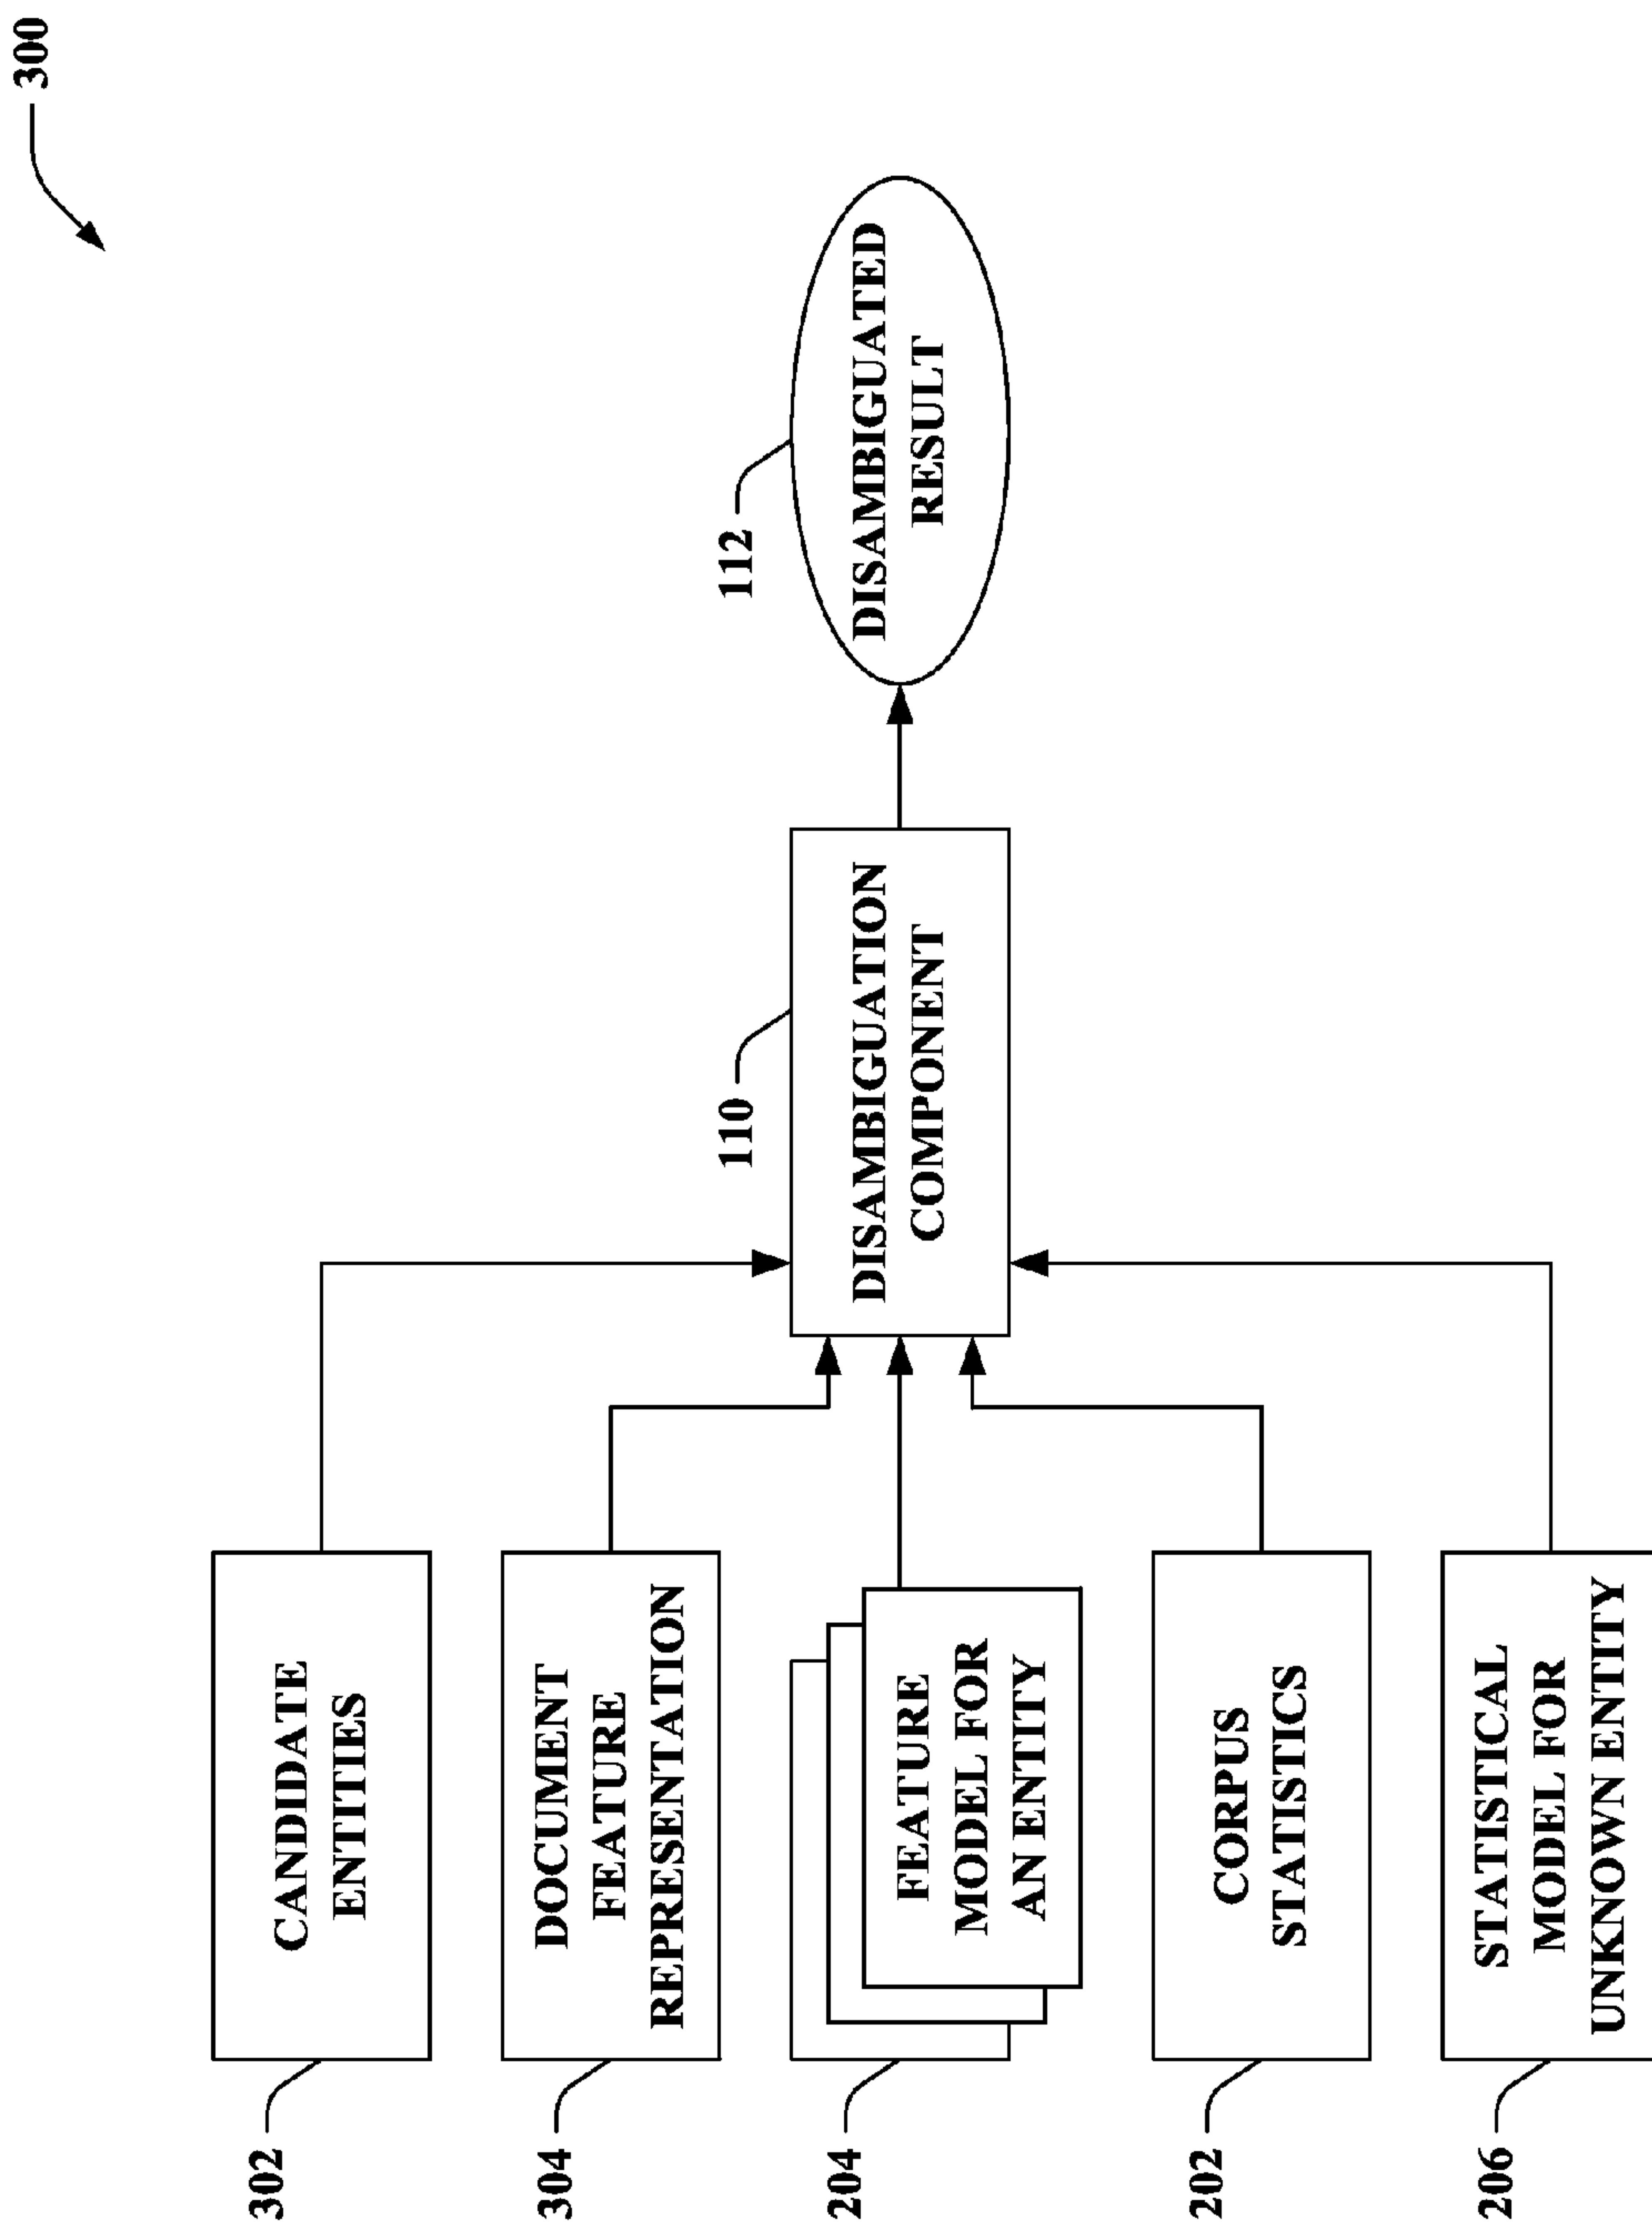 300
302
CANDIDATE
ENTITIES
304
DOCUMENT
FEATURE
REPRESENTATION
204
FEATURE
MODEL FOR
AN ENTITY
202
CORPUS
STATISTICS
206
STATISTICAL
MODEL FOR
UNKNOWN ENTITY
110
DISAMBIGUATION
COMPONENT
112
DISAMBIGUATED
RESULT